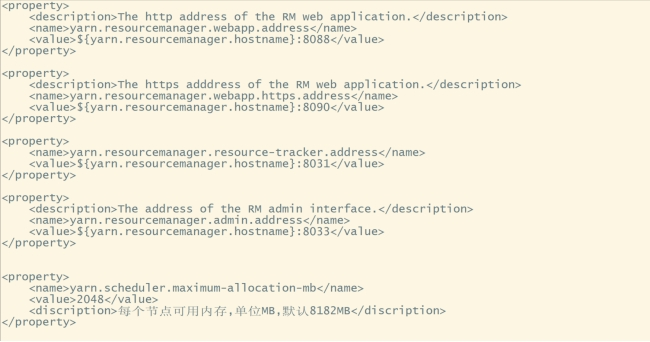 <property>
<description>The http address of the RM web application.</description>
<name>yarn.resourcemanager.webapp.address</name>
<value>${yarn.resourcemanager.hostname}:8088</value>
</property>
<property>
<description>The https adddress of the RM web application.</description>
<name>yarn.resourcemanager.webapp.https.address</name>
<value>${yarn.resourcemanager.hostname}:8090</value>
</property>
<property>
<name>yarn.resourcemanager.resource-tracker.address</name>
<value>${yarn.resourcemanager.hostname}:8031</value>
</property>
<property>
<description>The address of the RM admin interface.</description>
<name>yarn.resourcemanager.admin.address</name>
<value>${yarn.resourcemanager.hostname}:8033</value>
</property>
<property>
<name>yarn.scheduler.maximum-allocation-mb</name>
<value>2048</value>
<discription>每个节点可用内存,单位MB,默认8182MB</discription>
</property>